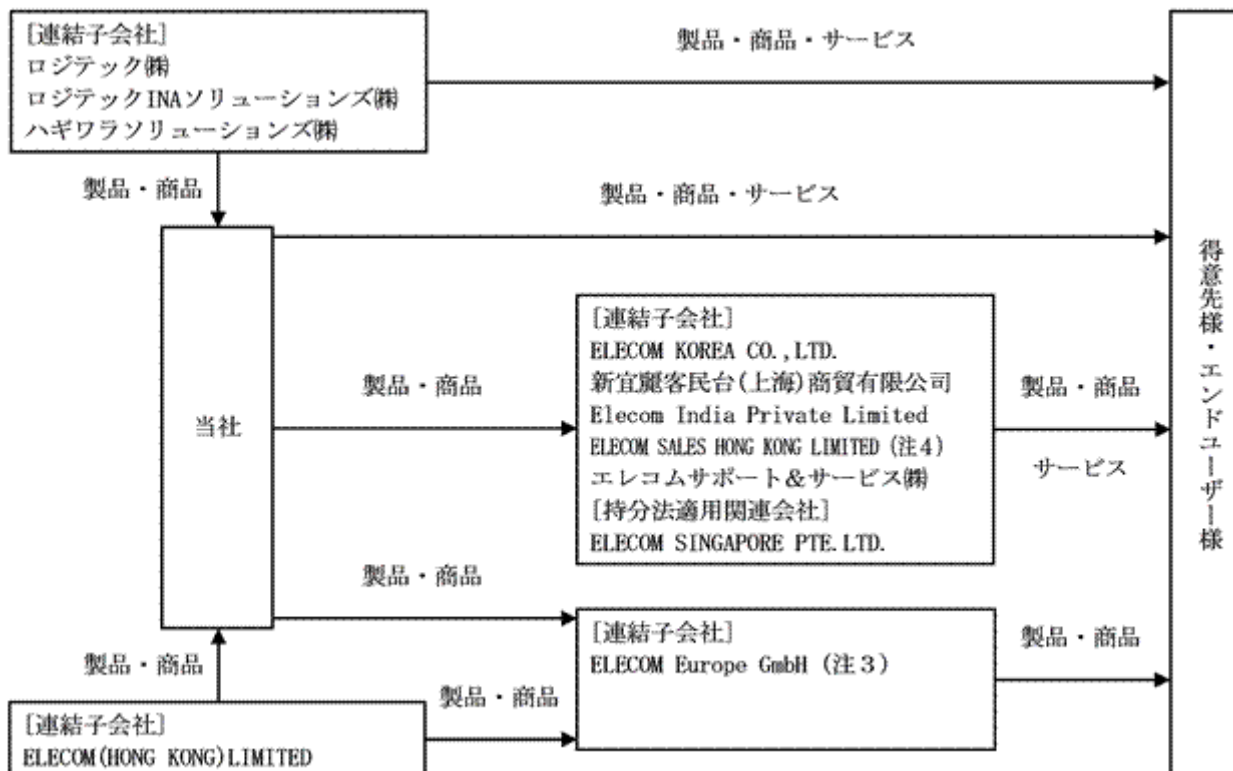 [連結子会社]
ロジテック㈱
ロジテックINAソリューションズ㈱
ハギワラソリューションズ㈱
製品・商品・サービス
製品・商品
製品・商品・サービス
当社
製品・商品
[連結子会社]
ELECOM KOREA CO.,LTD.
新宜麗客民台(上海)商貿有限公司
Elecom India Private Limited
ELECOM SALES HONG KONG LIMITED (注4)
エレコムサポート＆サービス㈱
[持分法適用関連会社]
ELECOM SINGAPORE PTE.LTD.
製品・商品
サービス
得意先様・エンドユーザー様
製品・商品
[連結子会社]
ELECOM Europe GmbH (注3)
製品・商品
製品・商品
製品・商品
[連結子会社]
ELECOM(HONG KONG)LIMITED